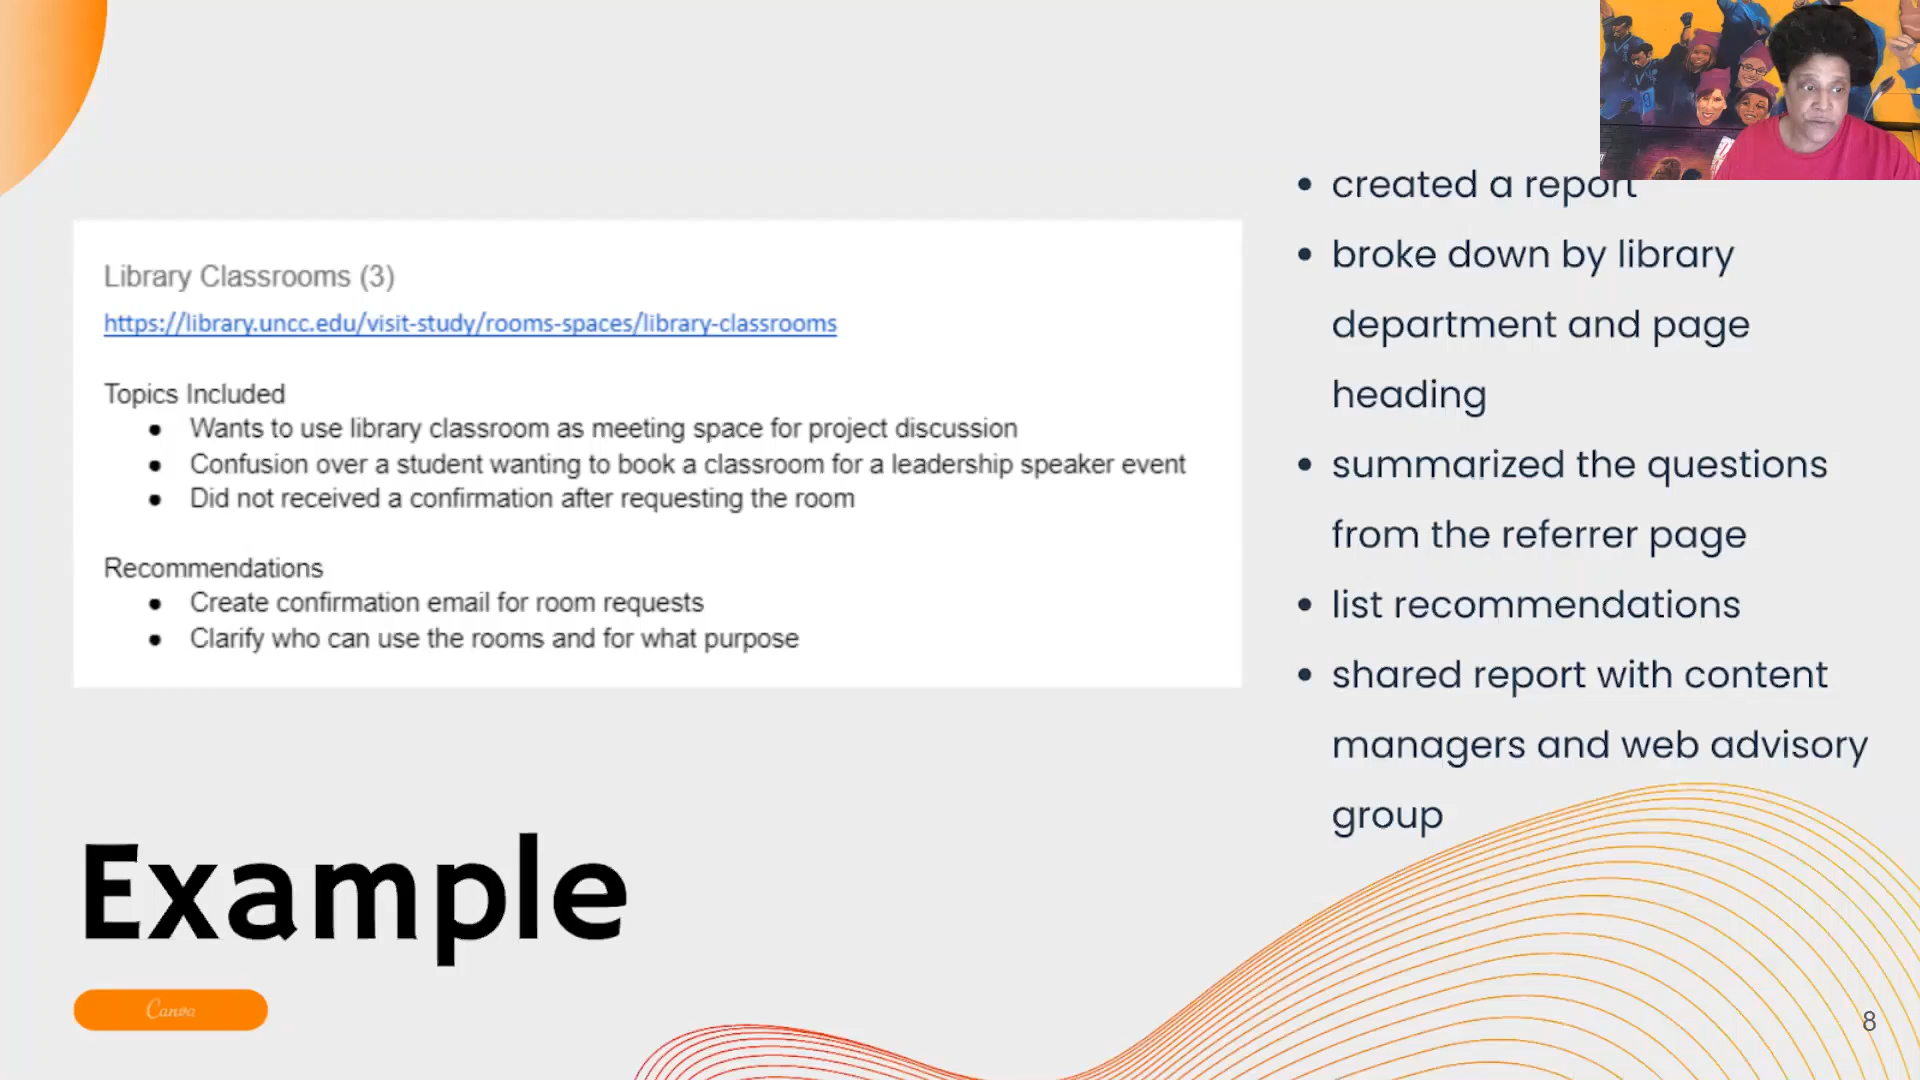 Library Classrooms (3)
https://library.uncc.edu/visit-study/rooms-spaces/library-classrooms
Topics Included
● Wants to use library classroom as meeting space for project discussion
● Confusion over a student wanting to book a classroom for a leadership speaker event
● Did not received a confirmation after requesting the room
Recommendations
● Create confirmation email for room requests
● Clarify who can use the rooms and for what purpose
• created a report
• broke down by library
department and page
heading
• summarized the questions
from the referrer page
• list recommendations
• shared report with content
managers and web advisory
group
Example
Canva
8